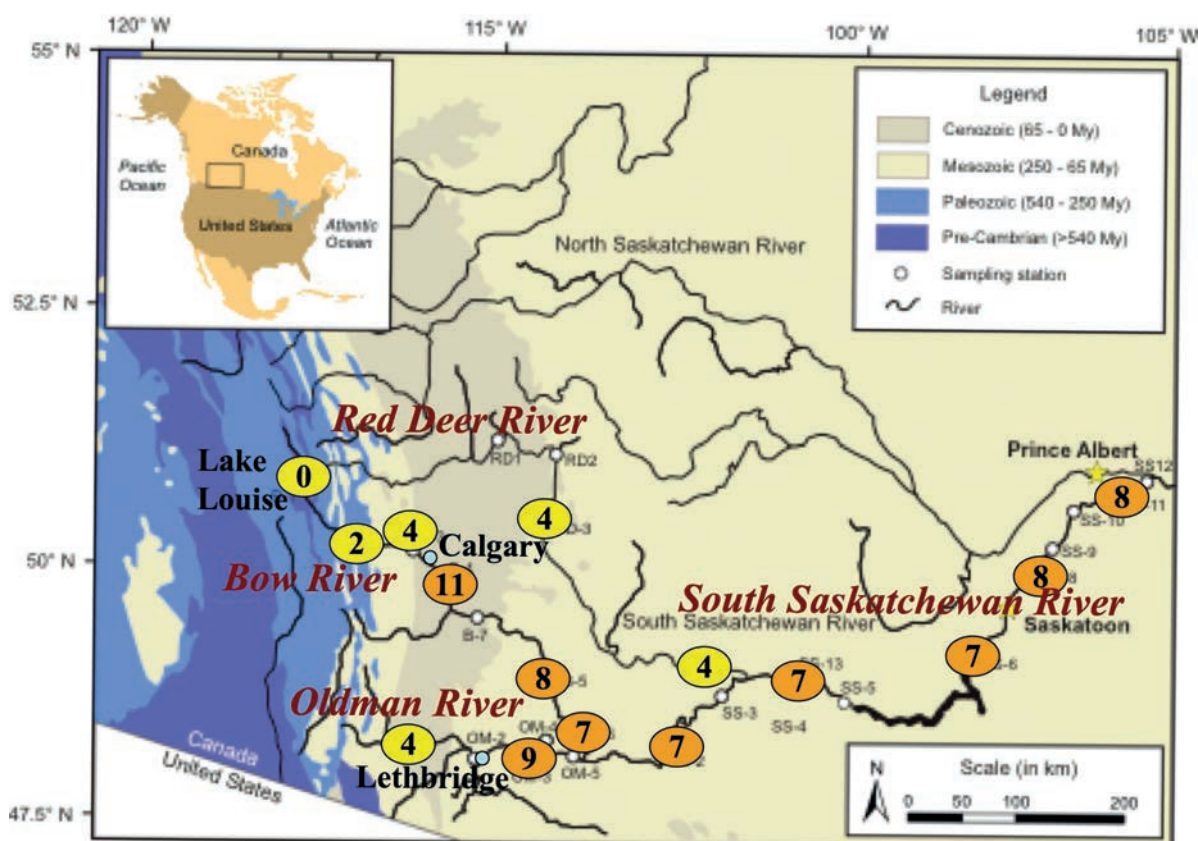 120° W
115° W
100° W
105° W
55° N
52.5° N
50° N
47.5° N
Canada
Pacific
Ocean
United States
Atlantic
Ocean
Legend
Cenozoic (65 - 0 My)
Mesozoic (250 - 65 My)
Paleozoic (540 - 250 My)
Pre-Cambrian (>540 My)
Sampling station
River
North Saskatchewan River
Red Deer River
RD1
RD2
Lake
Louise
0
2
4
Calgary
4
Bow River
11
B-7
Prince Albert
SS12
8
SS-10
SS-9
8
South Saskatchewan River
South Saskatchewan River
Saskatoon
7
4
SS-13
7
SS-5
SS-3
SS-4
8
Oldman River
4
OM-2
Lethbridge
9
7
OM-5
7
Canada
United States
N
Scale (in km)
0 50 100 200